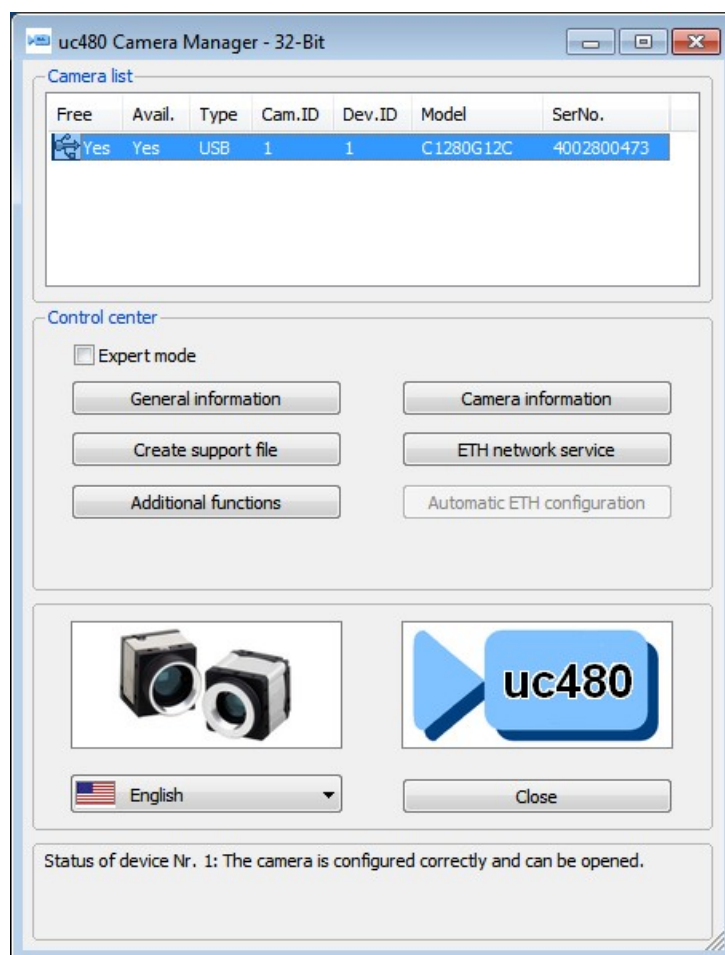 uc480 Camera Manager - 32-Bit
Camera list
Free Avail. Type Cam.ID Dev.ID Model SerNo.
Yes Yes USB 1 1 C1280G12C 4002800473
Control center
Expert mode
General information Camera information
Create support file ETH network service
Additional functions Automatic ETH configuration
uc480
English Close
Status of device Nr. 1: The camera is configured correctly and can be opened.